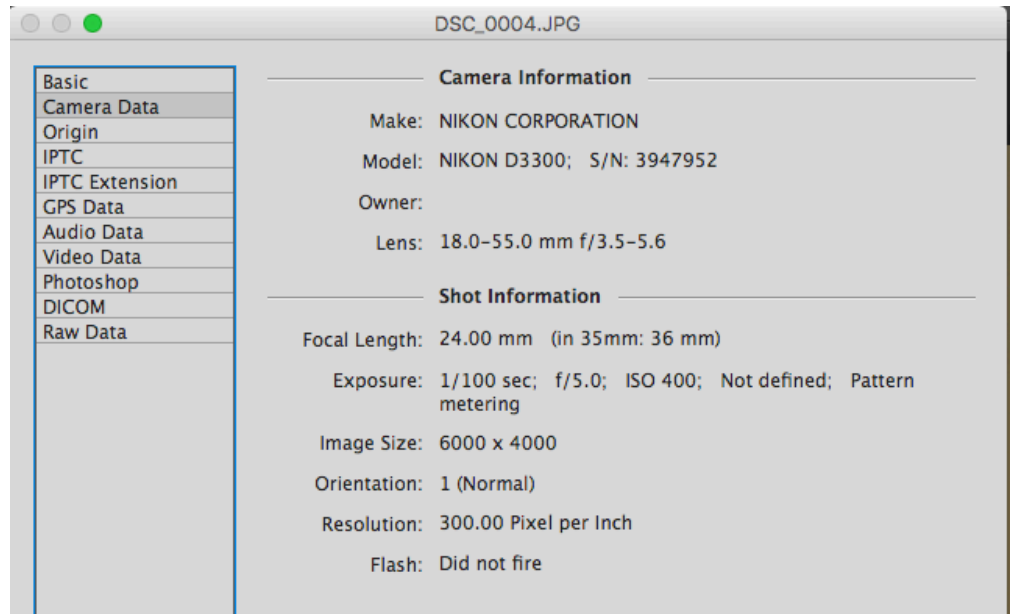 DSC_0004.JPG
Basic
Camera Data
Origin
IPTC
IPTC Extension
GPS Data
Audio Data
Video Data
Photoshop
DICOM
Raw Data
Camera Information
Make: NIKON CORPORATION
Model: NIKON D3300; S/N: 3947952
Owner:
Lens: 18.0–55.0 mm f/3.5–5.6
Shot Information
Focal Length: 24.00 mm (in 35mm: 36 mm)
Exposure: 1/100 sec; f/5.0; ISO 400; Not defined; Pattern
metering
Image Size: 6000 x 4000
Orientation: 1 (Normal)
Resolution: 300.00 Pixel per Inch
Flash: Did not fire